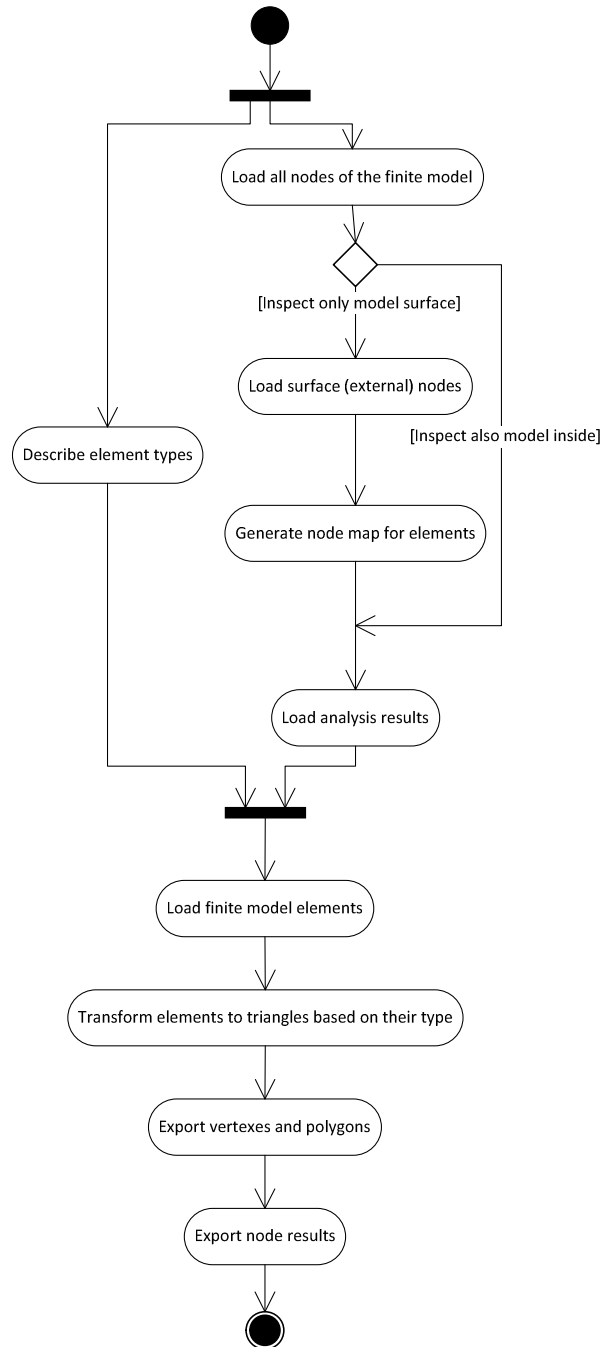 Load all nodes of the finite model
[Inspect only model surface]
Load surface (external) nodes
[Inspect also model inside]
Describe element types
Generate node map for elements
Load analysis results
Load finite model elements
Transform elements to triangles based on their type
Export vertexes and polygons
Export node results